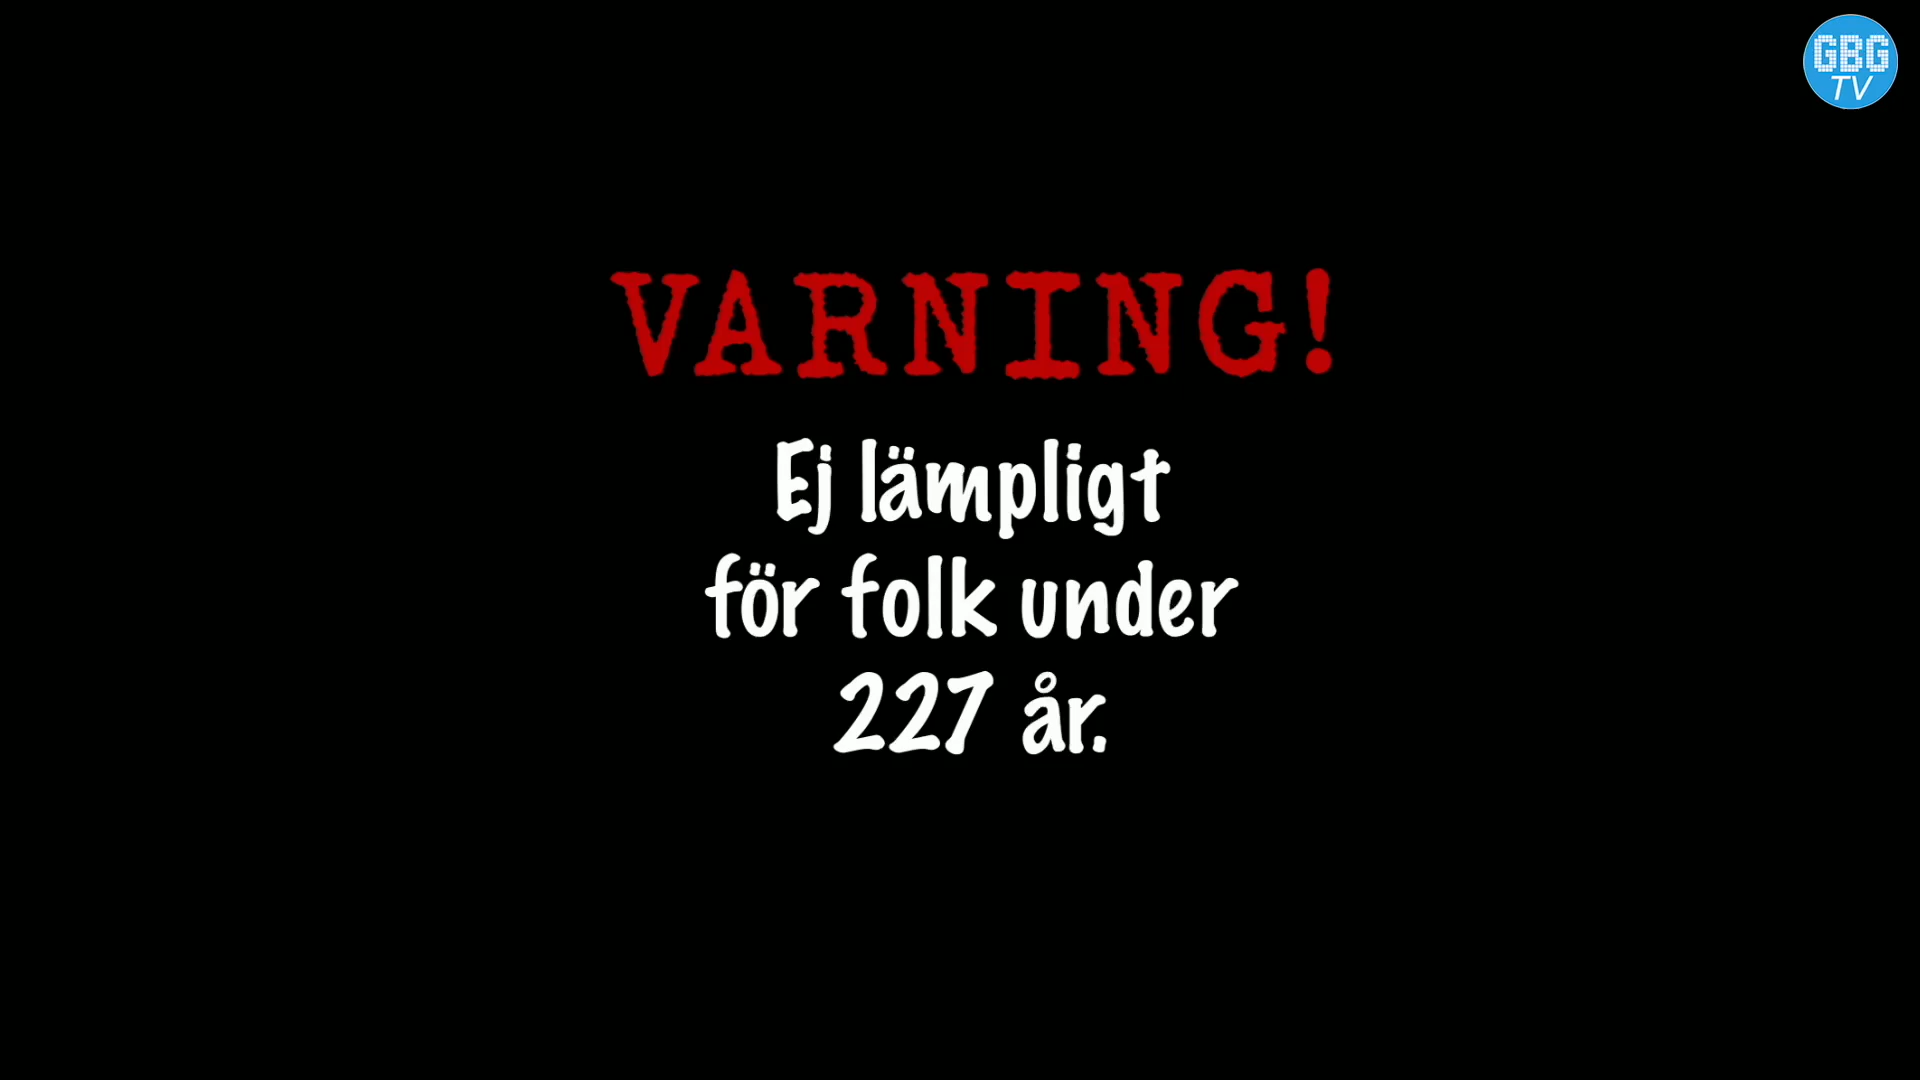 GBG
TV
VARNING!
Ej lämpligt
för folk under
227 år.